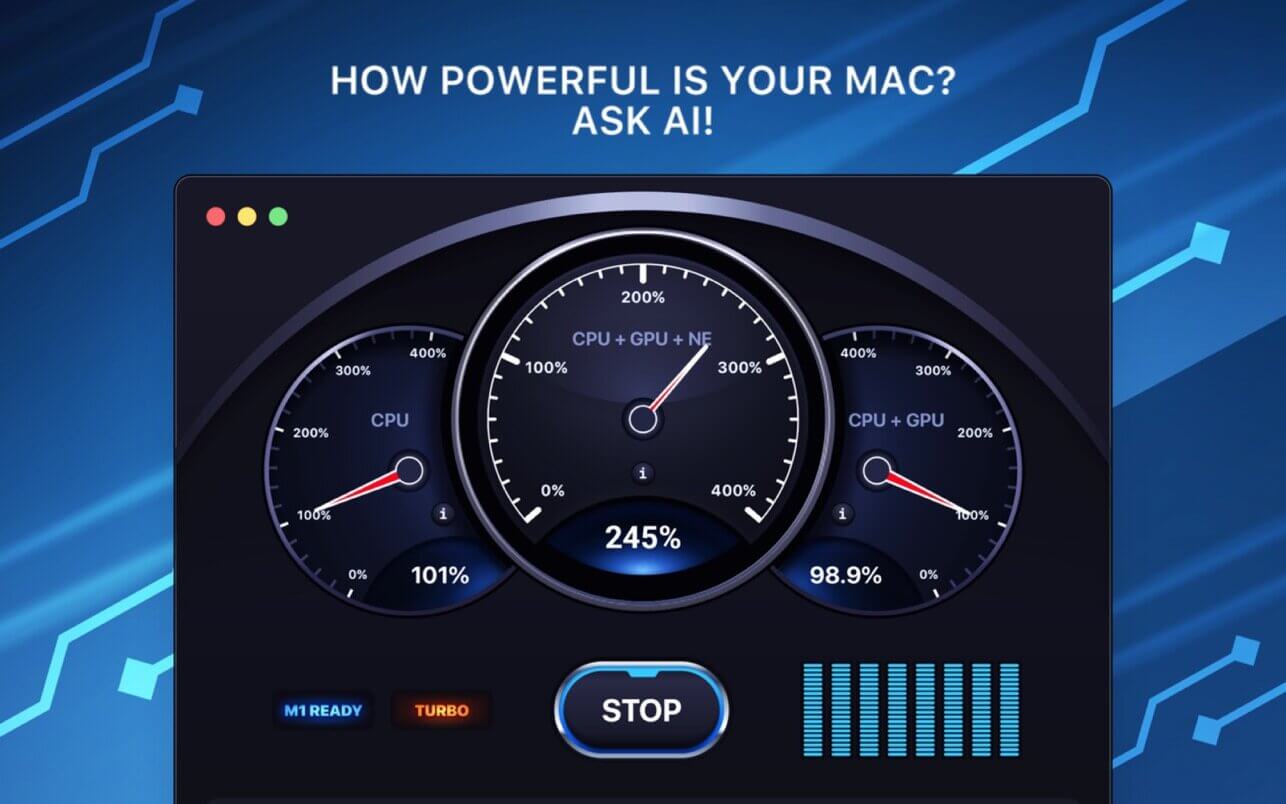 HOW POWERFUL IS YOUR MAC?
ASK AI!
CPU
0%
100%
200%
300%
400%
101%
CPU + GPU + NE
0%
100%
200%
300%
400%
245%
CPU + GPU
400%
300%
200%
100%
0%
98.9%
i
i
i
M1 READY
TURBO
STOP